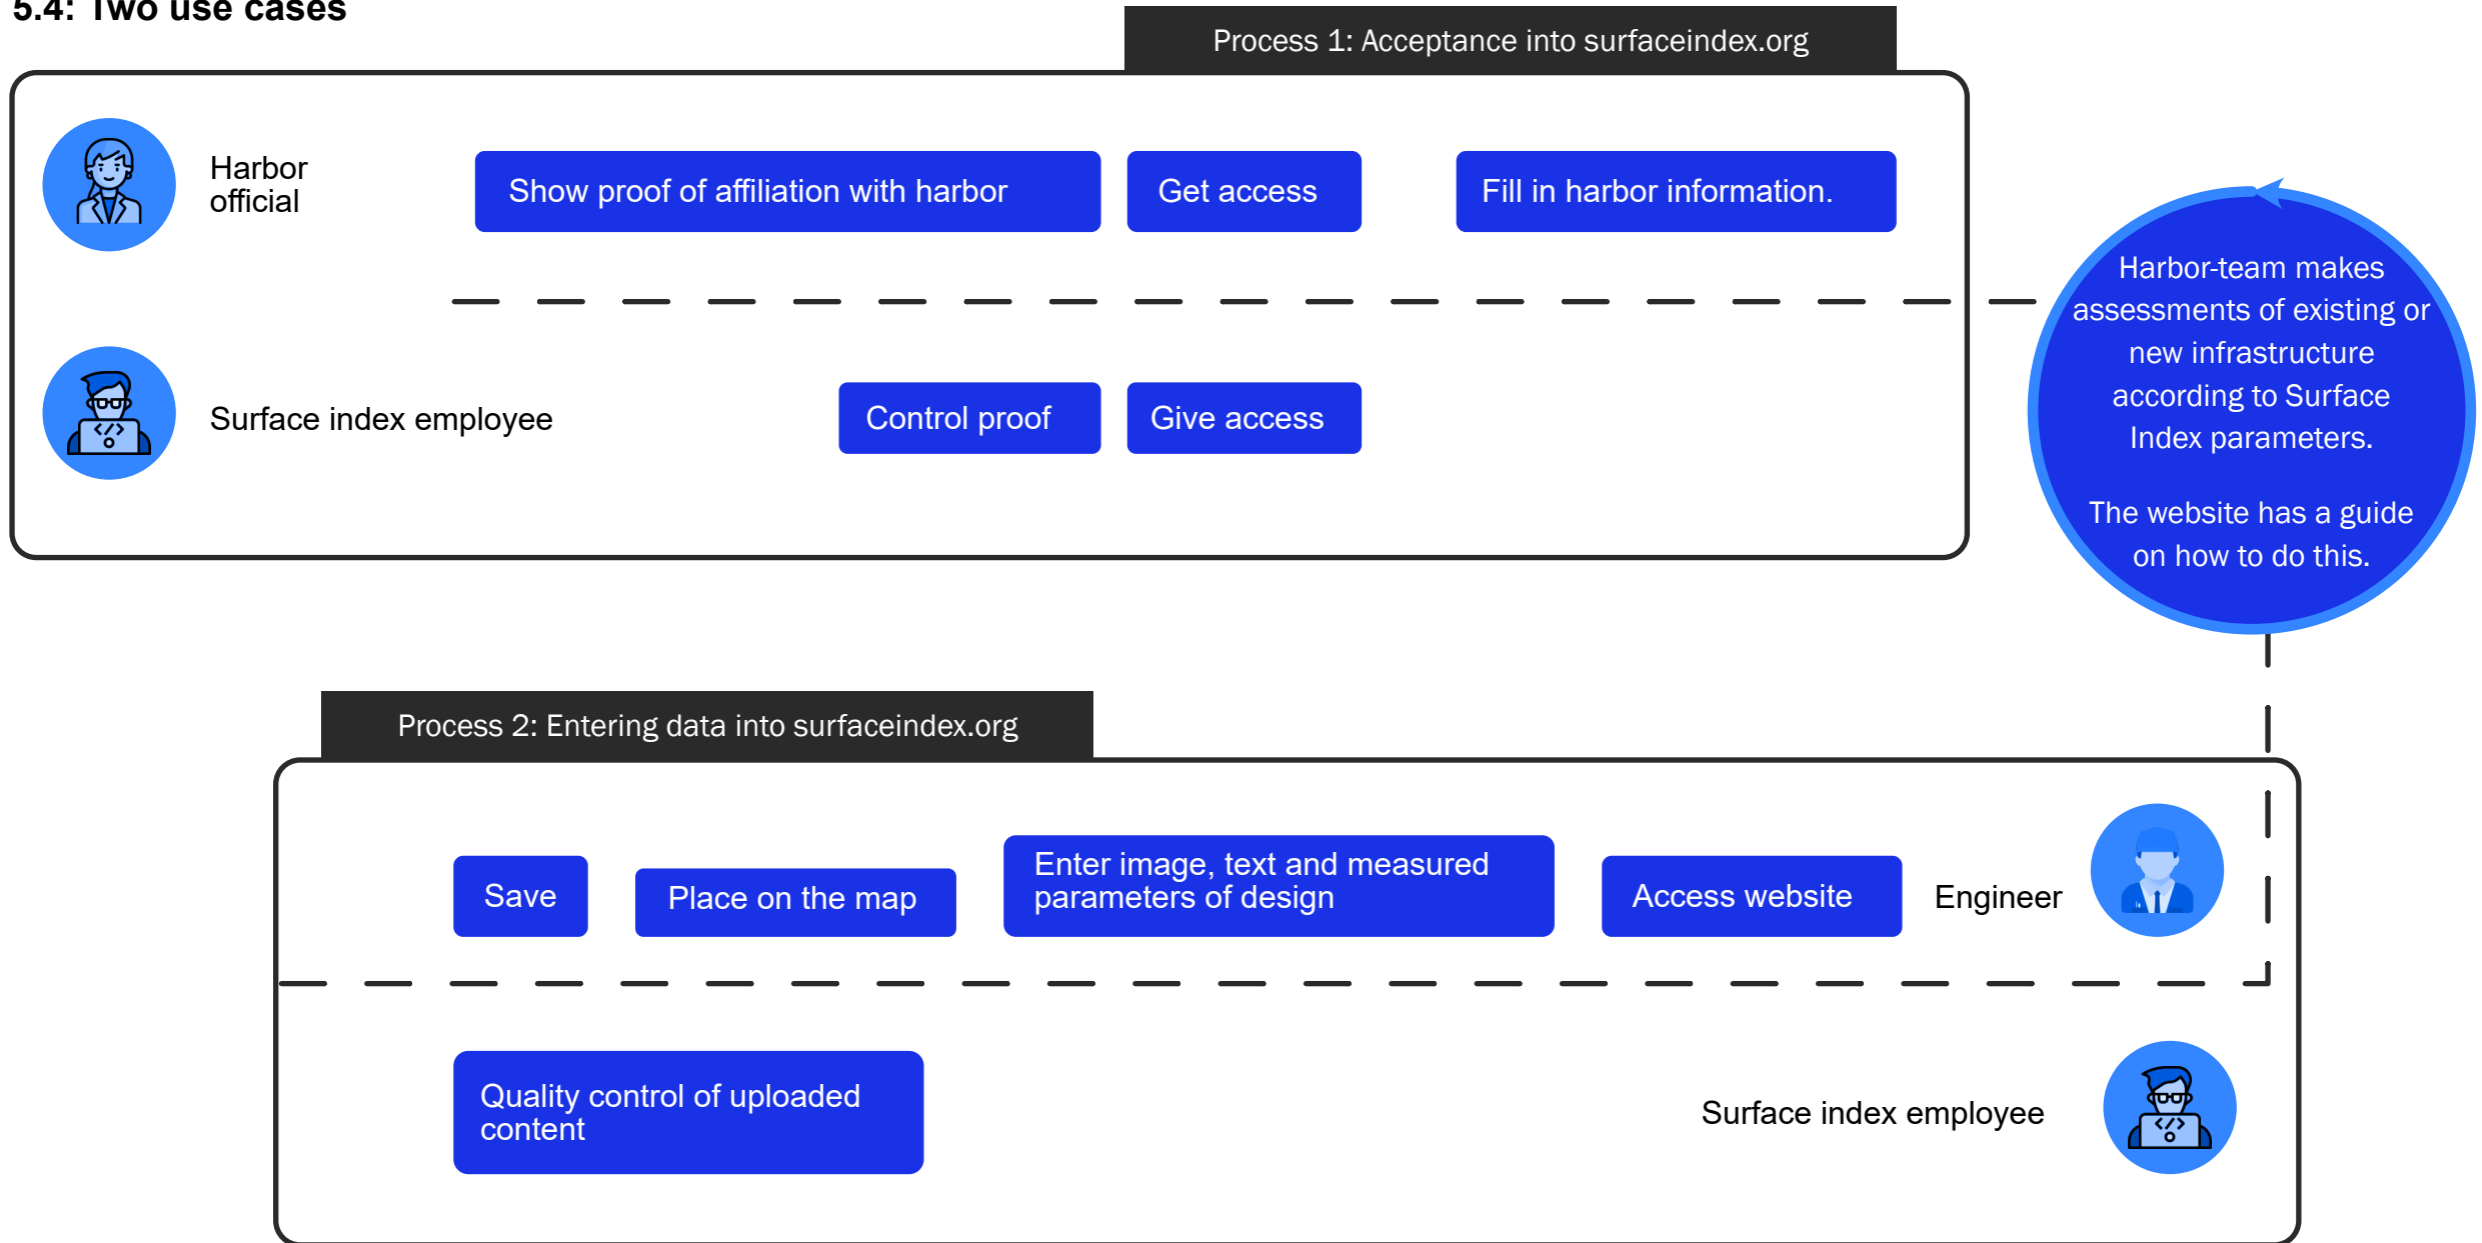 5.4: Two use cases
Process 1: Acceptance into surfaceindex.org
Harbor
official
Show proof of affiliation with harbor
Get access
Fill in harbor information.
Surface index employee
Control proof
Give access
Harbor-team makes
assessments of existing or
new infrastructure
according to Surface
Index parameters.
The website has a guide
on how to do this.
Process 2: Entering data into surfaceindex.org
Save
Place on the map
Enter image, text and measured
parameters of design
Access website
Engineer
Quality control of uploaded
content
Surface index employee